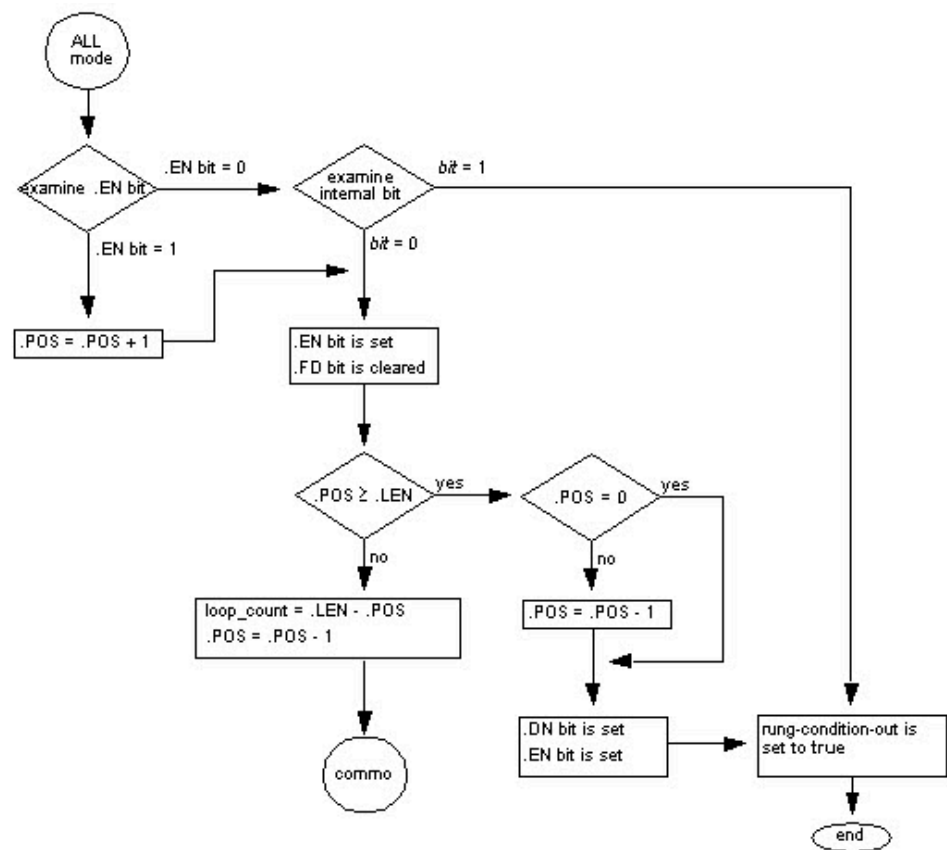 ALL
mode
.EN bit = 0
examine .EN bit
examine
internal bit
bit = 1
.EN bit = 1
bit = 0
.POS = .POS + 1
.EN bit is set
.FD bit is cleared
.POS ≥ .LEN
yes
.POS = 0
yes
no
no
loop_count = .LEN - .POS
.POS = .POS - 1
.POS = .POS - 1
.DN bit is set
.EN bit is set
rung-condition-out is
set to true
commo
end